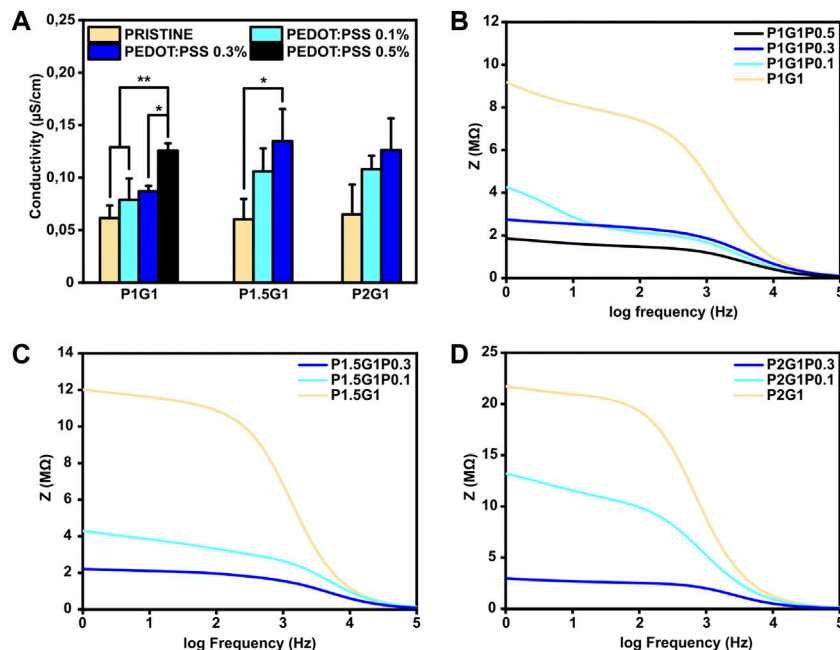 A
PRISTINE PEDOT:PSS 0.1%
PEDOT:PSS 0.3% PEDOT:PSS 0.5%
Conductivity (µS/cm)
0,25
0,20
0,15
0,10
0,05
0
** * *
P1G1 P1.5G1 P2G1
B
P1G1P0.5
P1G1P0.3
P1G1P0.1
P1G1
Z (MΩ)
12
10
8
6
4
2
0
0 1 2 3 4 5
log frequency (Hz)
C
P1.5G1P0.3
P1.5G1P0.1
P1.5G1
Z (MΩ)
14
12
10
8
6
4
2
0
0 1 2 3 4 5
log Frequency (Hz)
D
P2G1P0.3
P2G1P0.1
P2G1
Z (MΩ)
25
20
15
10
5
0
0 1 2 3 4 5
log Frequency (Hz)